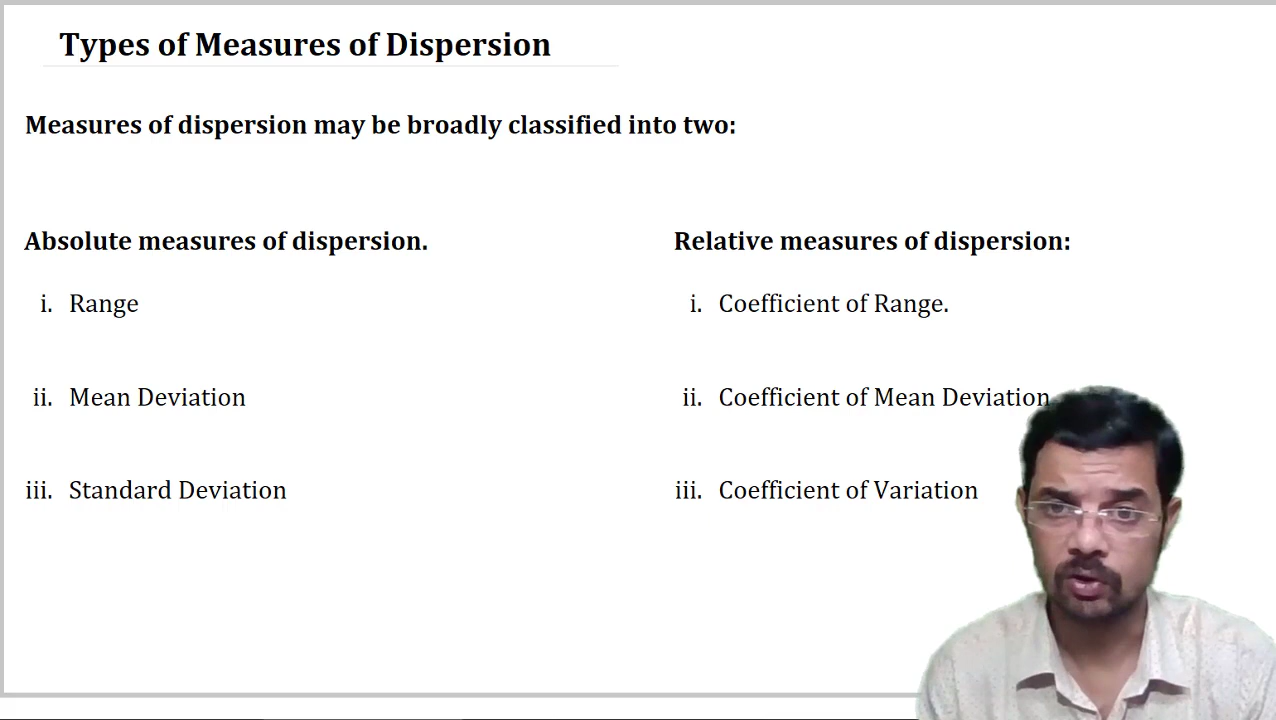 Types of Measures of Dispersion
Measures of dispersion may be broadly classified into two:
Absolute measures of dispersion.
i. Range
ii. Mean Deviation
iii. Standard Deviation
Relative measures of dispersion:
i. Coefficient of Range.
ii. Coefficient of Mean Deviation
iii. Coefficient of Variation